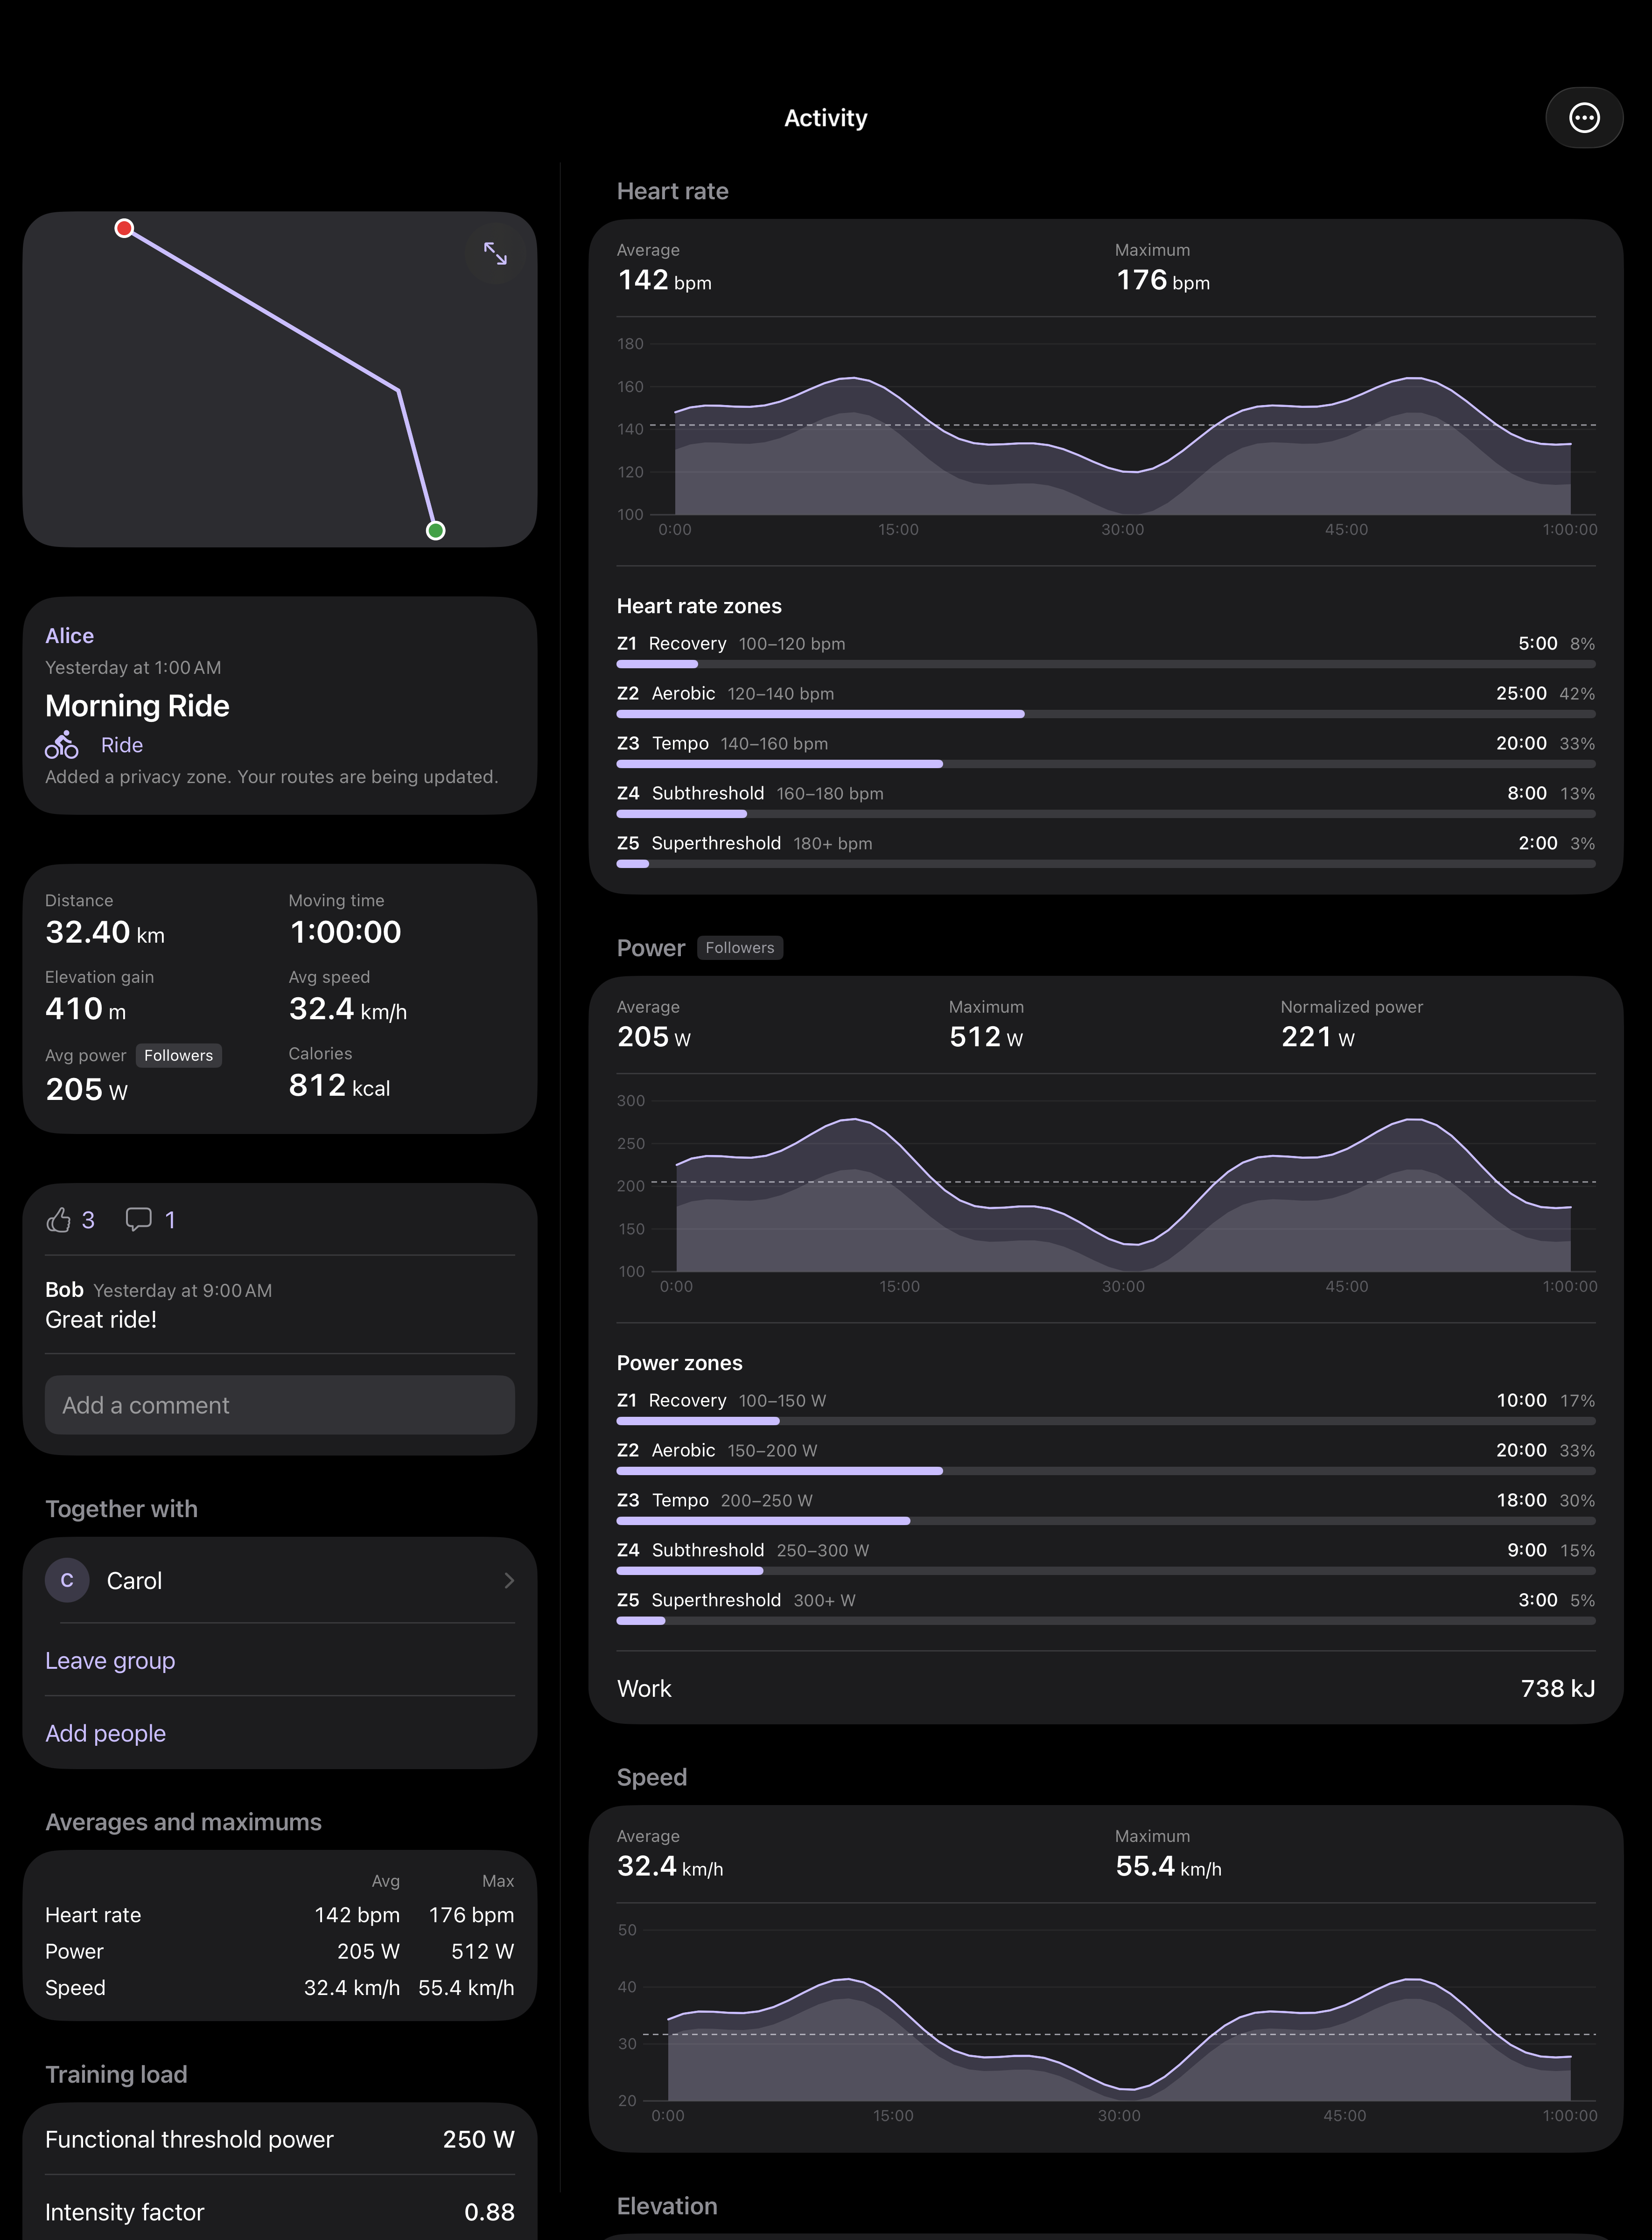 Activity
Alice
Yesterday at 1:00 AM
Morning Ride
Ride
Added a privacy zone. Your routes are being updated.
Distance Moving time
32.40 km 1:00:00
Elevation gain Avg speed
410 m 32.4 km/h
Avg power Followers Calories
205 W 812 kcal
3 1
Bob Yesterday at 9:00 AM
Great ride!
Add a comment
Together with
C Carol
Leave group
Add people
Averages and maximums
Avg Max
Heart rate 142 bpm 176 bpm
Power 205 W 512 W
Speed 32.4 km/h 55.4 km/h
Training load
Functional threshold power 250 W
Intensity factor 0.88
Heart rate
Average Maximum
142 bpm 176 bpm
180
160
140
120
100
0:00 15:00 30:00 45:00 1:00:00
Heart rate zones
Z1 Recovery 100–120 bpm 5:00 8%
Z2 Aerobic 120–140 bpm 25:00 42%
Z3 Tempo 140–160 bpm 20:00 33%
Z4 Subthreshold 160–180 bpm 8:00 13%
Z5 Superthreshold 180+ bpm 2:00 3%
Power Followers
Average Maximum Normalized power
205 W 512 W 221 W
300
250
200
150
100
0:00 15:00 30:00 45:00 1:00:00
Power zones
Z1 Recovery 100–150 W 10:00 17%
Z2 Aerobic 150–200 W 20:00 33%
Z3 Tempo 200–250 W 18:00 30%
Z4 Subthreshold 250–300 W 9:00 15%
Z5 Superthreshold 300+ W 3:00 5%
Work 738 kJ
Speed
Average Maximum
32.4 km/h 55.4 km/h
50
40
30
20
0:00 15:00 30:00 45:00 1:00:00
Elevation